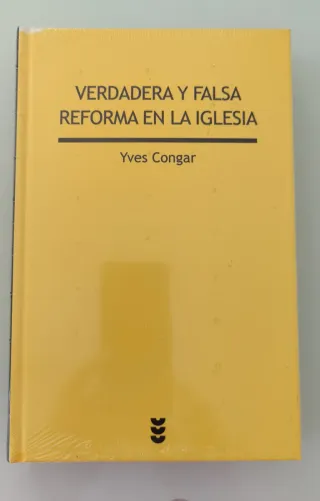 VERDADERA Y FALSA
REFORMA EN LA IGLESIA
Yves Congar